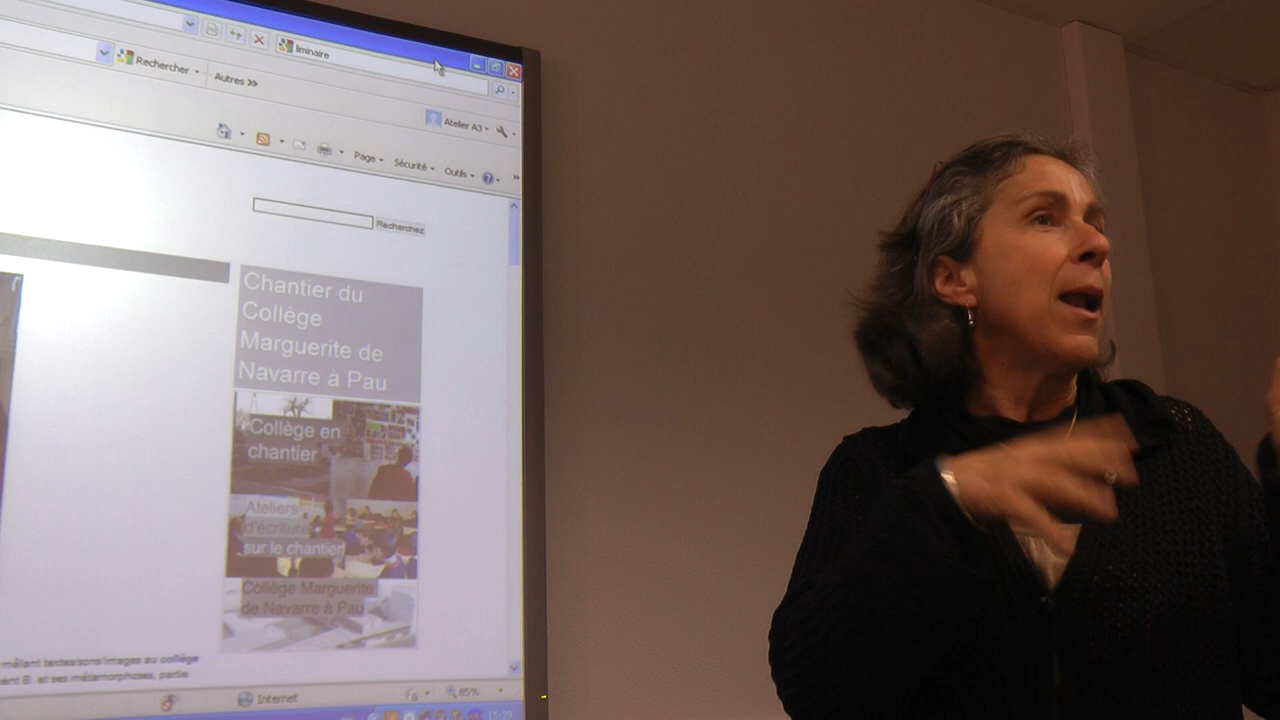 liminaire
Rechercher
Autres »
Atelier A3
Page
Sécurité
Outils
»
Recherchez
Chantier du
Collège
Marguerite de
Navarre à Pau
Collège en
chantier
Ateliers
d'écriture
sur le chantier
Collège Marguerite
de Navarre à Pau
mêlant textes/sons/images au collège
ent B. et ses métamorphoses, partie
Internet
85%